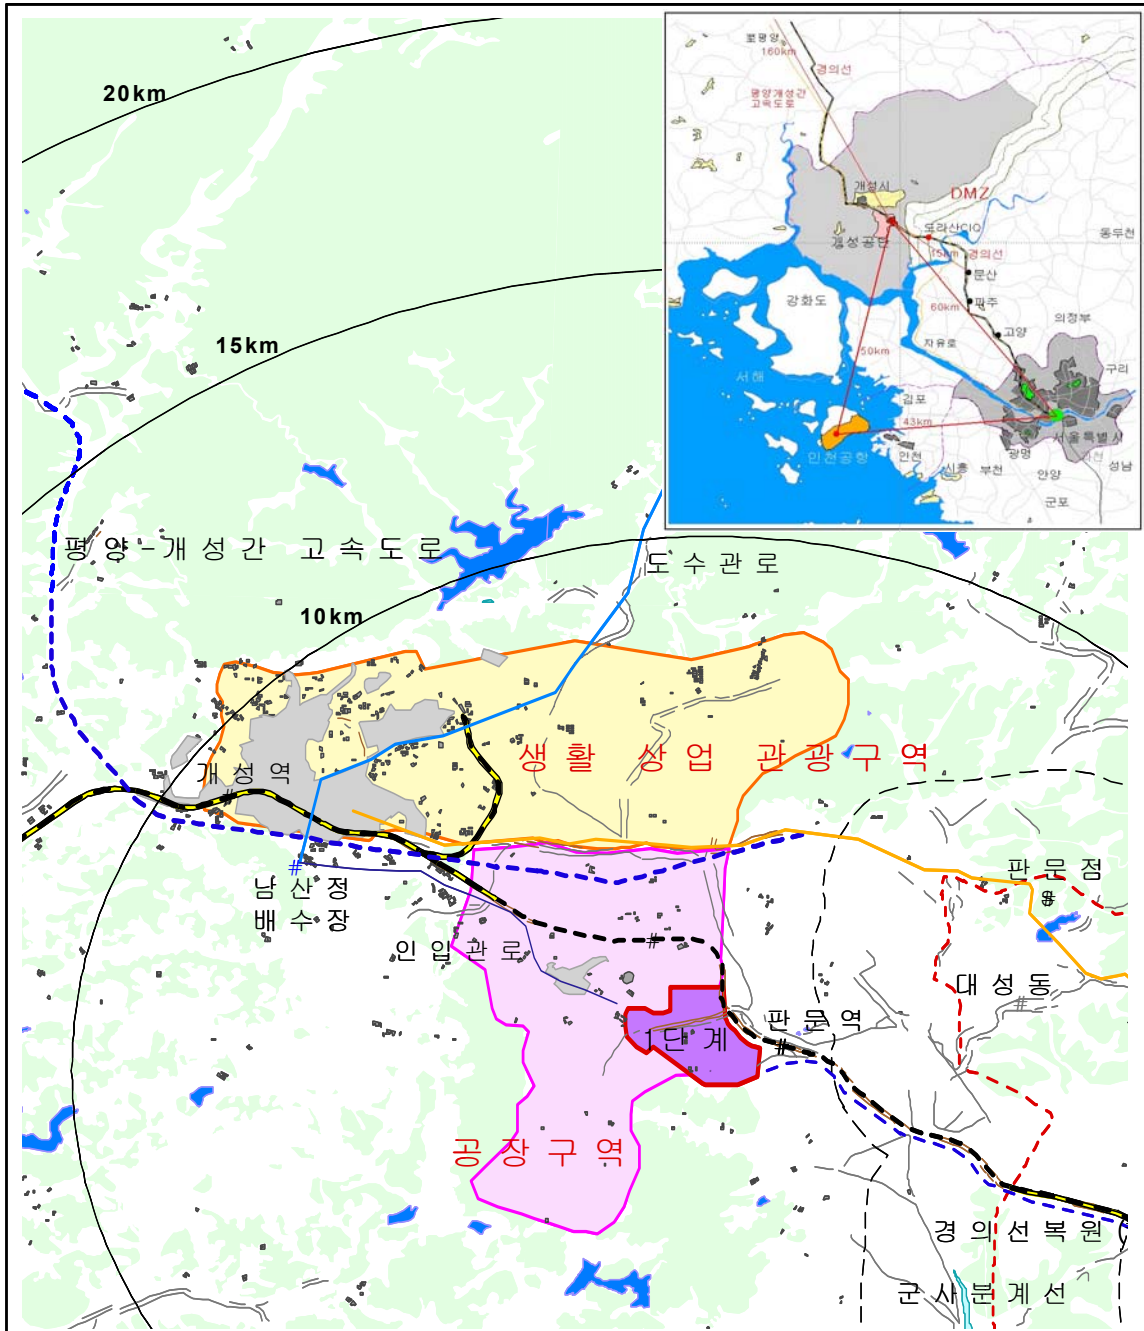 20km
15km
10km
평양
160km
경의선
평양개성간
고속도로
개성시
DMZ
도라산CIQ
개성공단
동두천
15km
경의선
문산
강화도
60km
파주
고양
의정부
자유로
50km
구리
서해
김포
43km
서울특별시
인천공항
인천
광명
과천
시흥
부천
안양
성남
군포
평양-개성간 고속도로
도수관로
생활 상업 관광구역
개성역
판문점
남산정
배수장
인입관로
대성동
판문역
1단계
공장구역
경의선복원
군사분계선